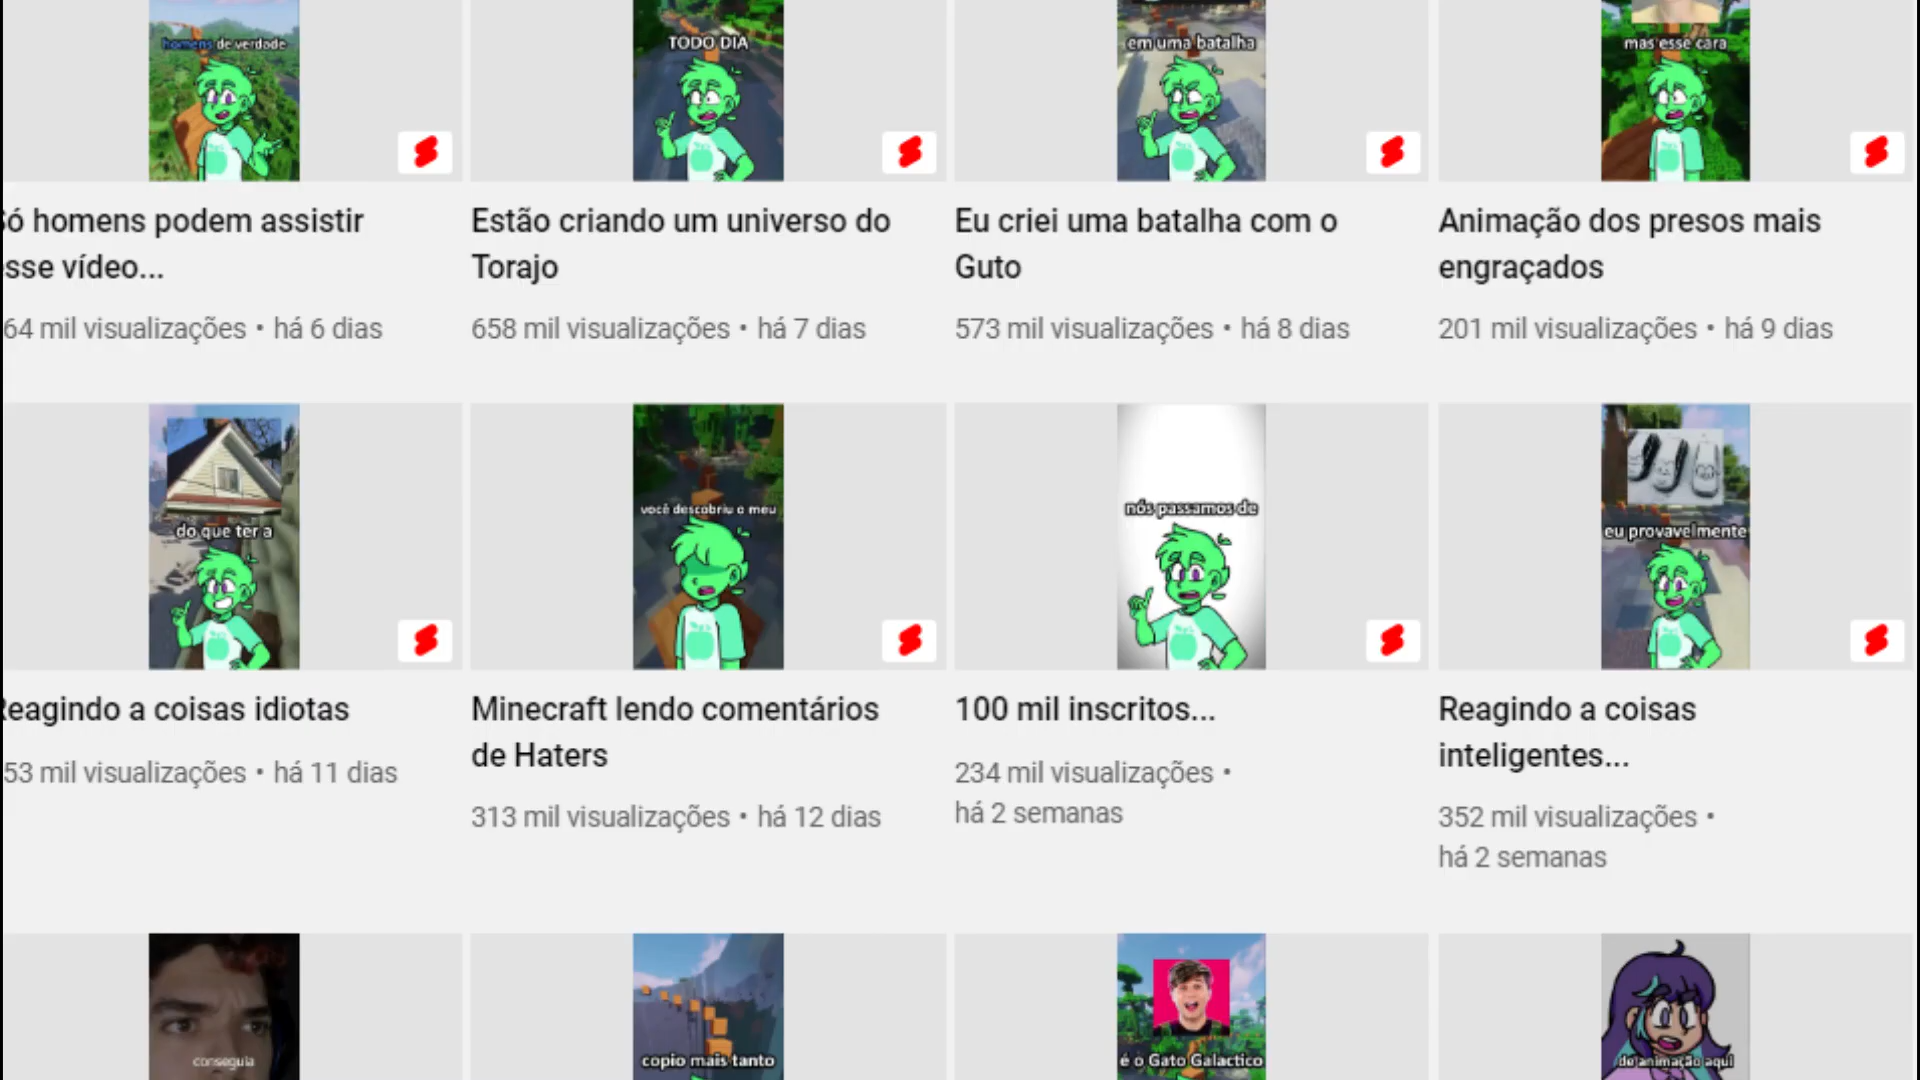 homens de verdade
TODO DIA
em uma batalha
mas esse cara
Só homens podem assistir
esse vídeo...
64 mil visualizações • há 6 dias
Estão criando um universo do
Torajo
658 mil visualizações • há 7 dias
Eu criei uma batalha com o
Guto
573 mil visualizações • há 8 dias
Animação dos presos mais
engraçados
201 mil visualizações • há 9 dias
do que ter a
você descobriu o meu
nós passamos de
eu provavelmente
Reagindo a coisas idiotas
53 mil visualizações • há 11 dias
Minecraft lendo comentários
de Haters
313 mil visualizações • há 12 dias
100 mil inscritos...
234 mil visualizações •
há 2 semanas
Reagindo a coisas
inteligentes...
352 mil visualizações •
há 2 semanas
conseguia
copio mais tanto
é o Gato Galactico
de animação aqui